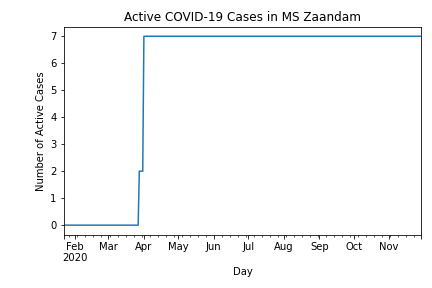 Active COVID-19 Cases in MS Zaandam
Number of Active Cases
7
6
5
4
3
2
1
0
Feb Mar Apr May Jun Jul Aug Sep Oct Nov
2020
Day